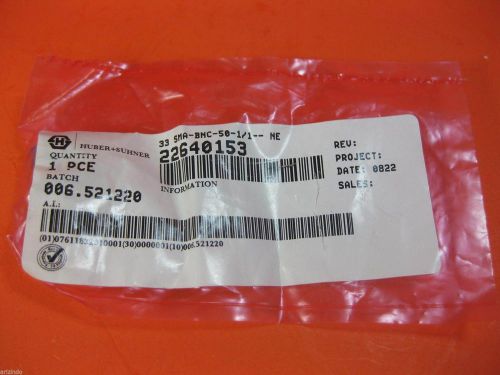 HUBER+SUHNER
33 SMA-BNC-50-1/1-- NE
22640153
QUANTITY
1 PCE
BATCH
006.521220
INFORMATION
A.I.:
REV:
PROJECT:
DATE: 0822
SALES:
arizindo